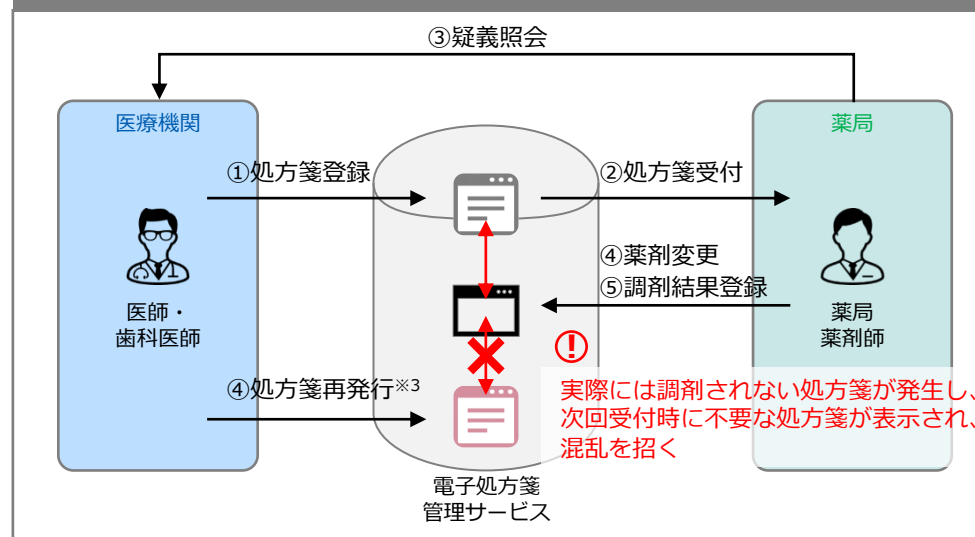 ③疑義照会
医療機関
薬局
①処方箋登録
②処方箋受付
④薬剤変更
⑤調剤結果登録
医師・
歯科医師
薬局
薬剤師
④処方箋再発行※3
実際には調剤されない処方箋が発生し、
次回受付時に不要な処方箋が表示され、
混乱を招く
電子処方箋
管理サービス